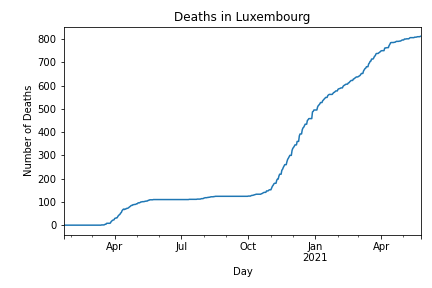 Deaths in Luxembourg
Number of Deaths
800
700
600
500
400
300
200
100
0
Apr
Jul
Oct
Jan
2021
Apr
Day